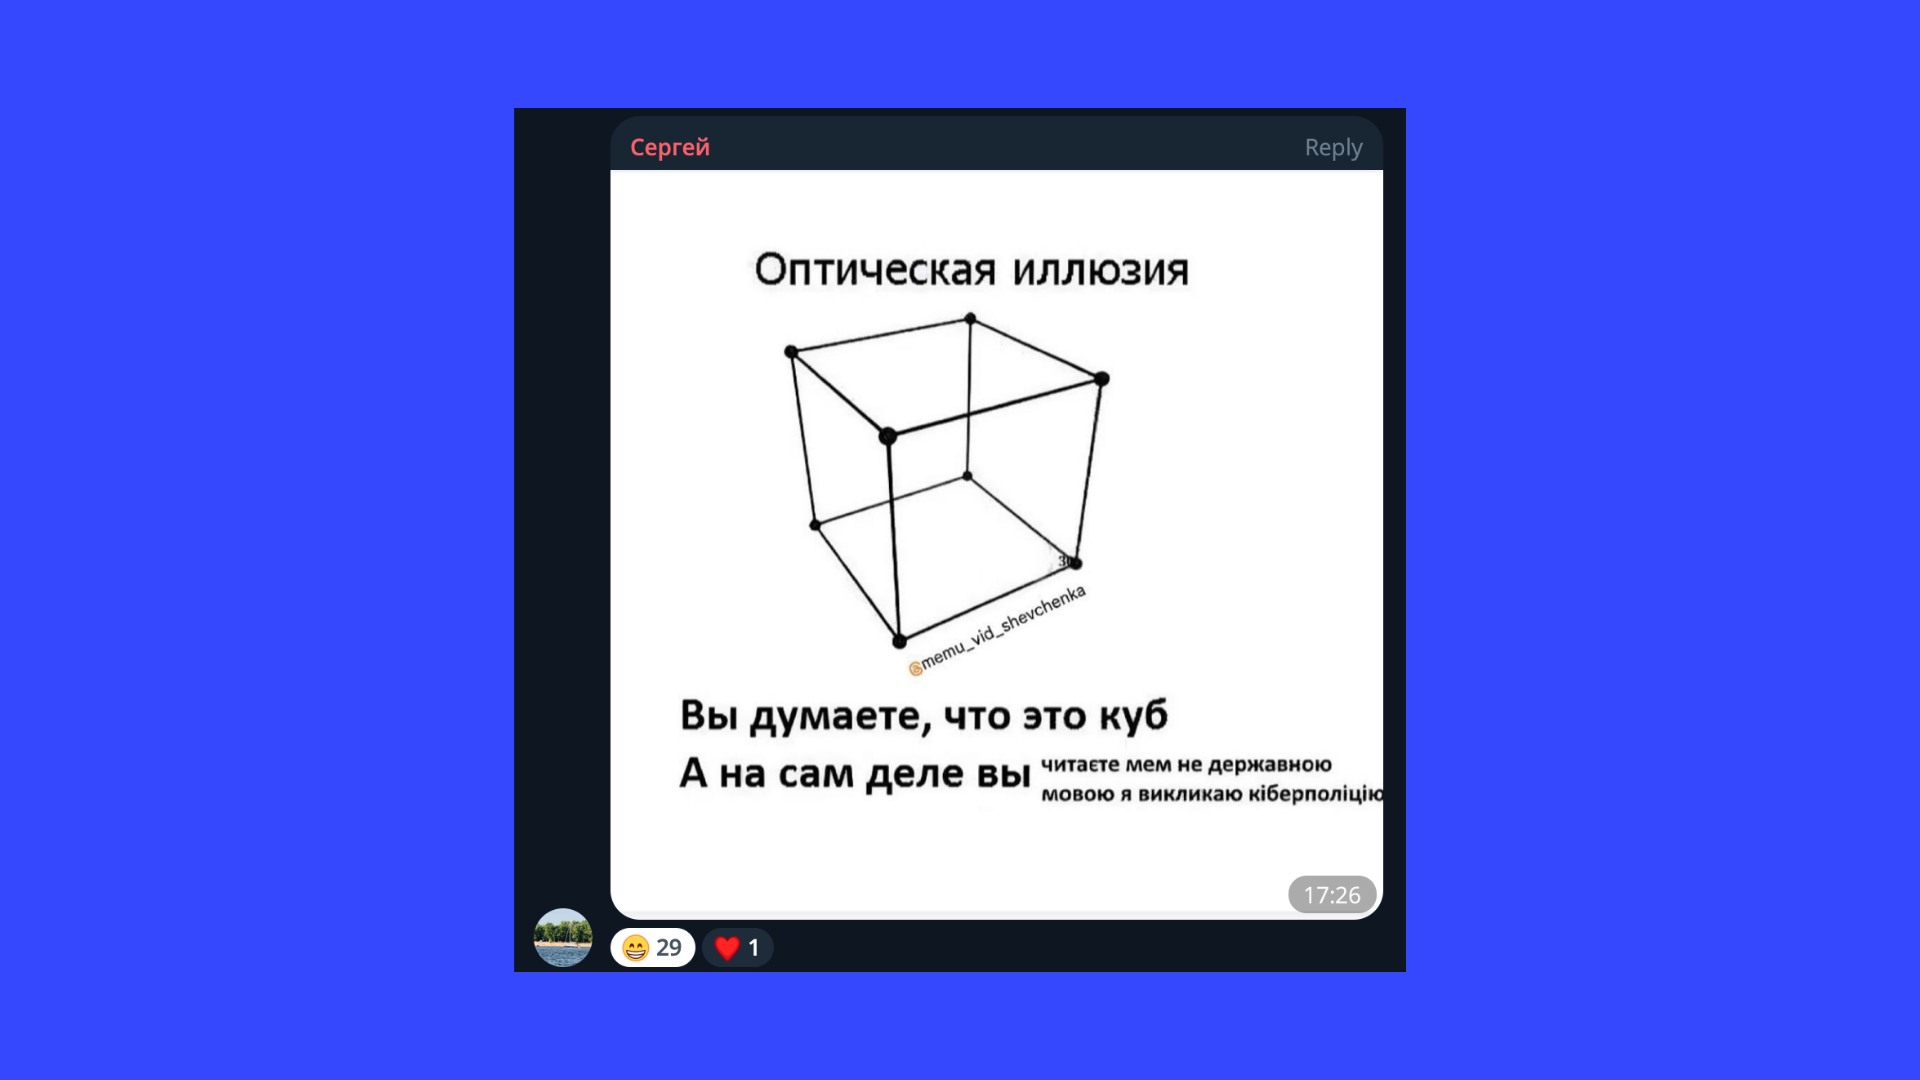 Сергей
Reply
Оптическая иллюзия
@memu_vid_shevchenka
Вы думаете, что это куб
А на сам деле вы
читаєте мем не державною
мовою я викликаю кіберполіцію
17:26
29
1